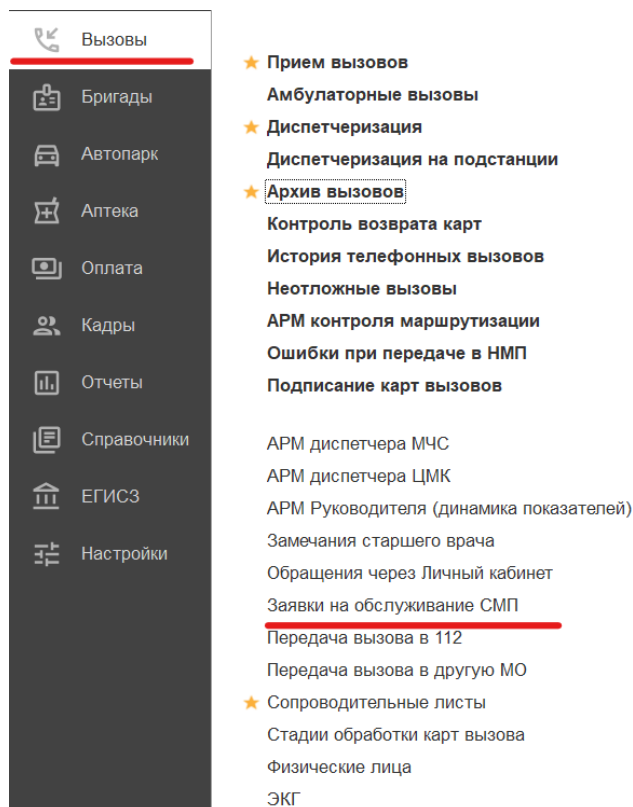 Вызовы
Бригады
Автопарк
Аптека
Оплата
Кадры
Отчеты
Справочники
ЕГИСЗ
Настройки
Прием вызовов
Амбулаторные вызовы
Диспетчеризация
Диспетчеризация на подстанции
Архив вызовов
Контроль возврата карт
История телефонных вызовов
Неотложные вызовы
АРМ контроля маршрутизации
Ошибки при передаче в НМП
Подписание карт вызовов
АРМ диспетчера МЧС
АРМ диспетчера ЦМК
АРМ Руководителя (динамика показателей)
Замечания старшего врача
Обращения через Личный кабинет
Заявки на обслуживание СМП
Передача вызова в 112
Передача вызова в другую МО
Сопроводительные листы
Стадии обработки карт вызова
Физические лица
ЭКГ